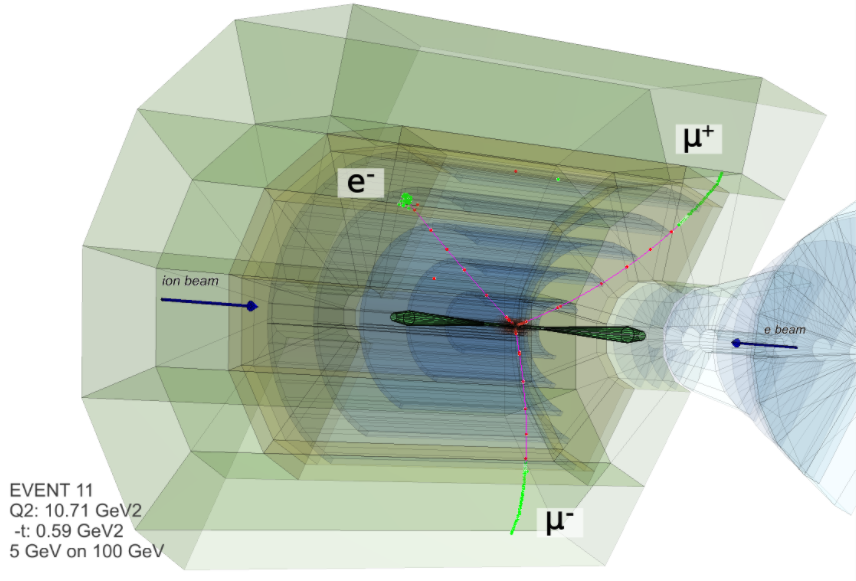 μ⁺
e⁻
ion beam
e beam
μ⁻
EVENT 11
Q2: 10.71 GeV2
-t: 0.59 GeV2
5 GeV on 100 GeV